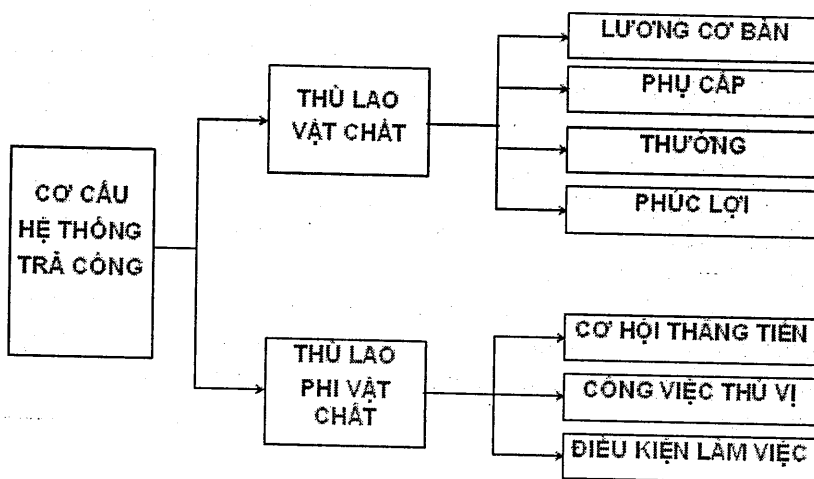 CƠ CẤU
HỆ THỐNG
TRẢ CÔNG
THÙ LAO
VẬT CHẤT
LƯƠNG CƠ BẢN
PHỤ CẤP
THƯỞNG
PHÚC LỢI
THÙ LAO
PHI VẬT
CHẤT
CƠ HỘI THĂNG TIẾN
CÔNG VIỆC THÚ VỊ
ĐIỀU KIỆN LÀM VIỆC